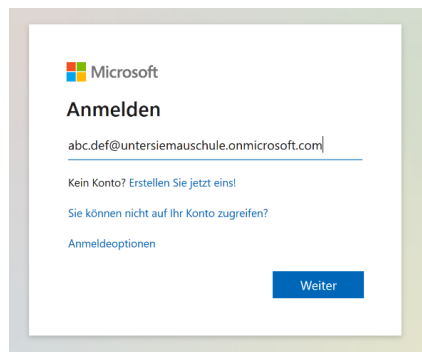 Microsoft
Anmelden
abc.def@untersiemauschule.onmicrosoft.com
Kein Konto? Erstellen Sie jetzt eins!
Sie können nicht auf Ihr Konto zugreifen?
Anmeldeoptionen
Weiter